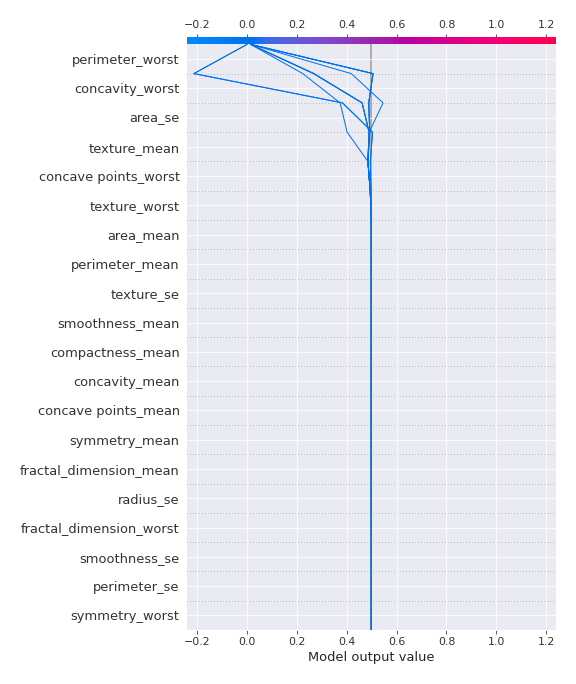 −0.2 0.0 0.2 0.4 0.6 0.8 1.0 1.2
perimeter_worst
concavity_worst
area_se
texture_mean
concave points_worst
texture_worst
area_mean
perimeter_mean
texture_se
smoothness_mean
compactness_mean
concavity_mean
concave points_mean
symmetry_mean
fractal_dimension_mean
radius_se
fractal_dimension_worst
smoothness_se
perimeter_se
symmetry_worst
−0.2 0.0 0.2 0.4 0.6 0.8 1.0 1.2
Model output value